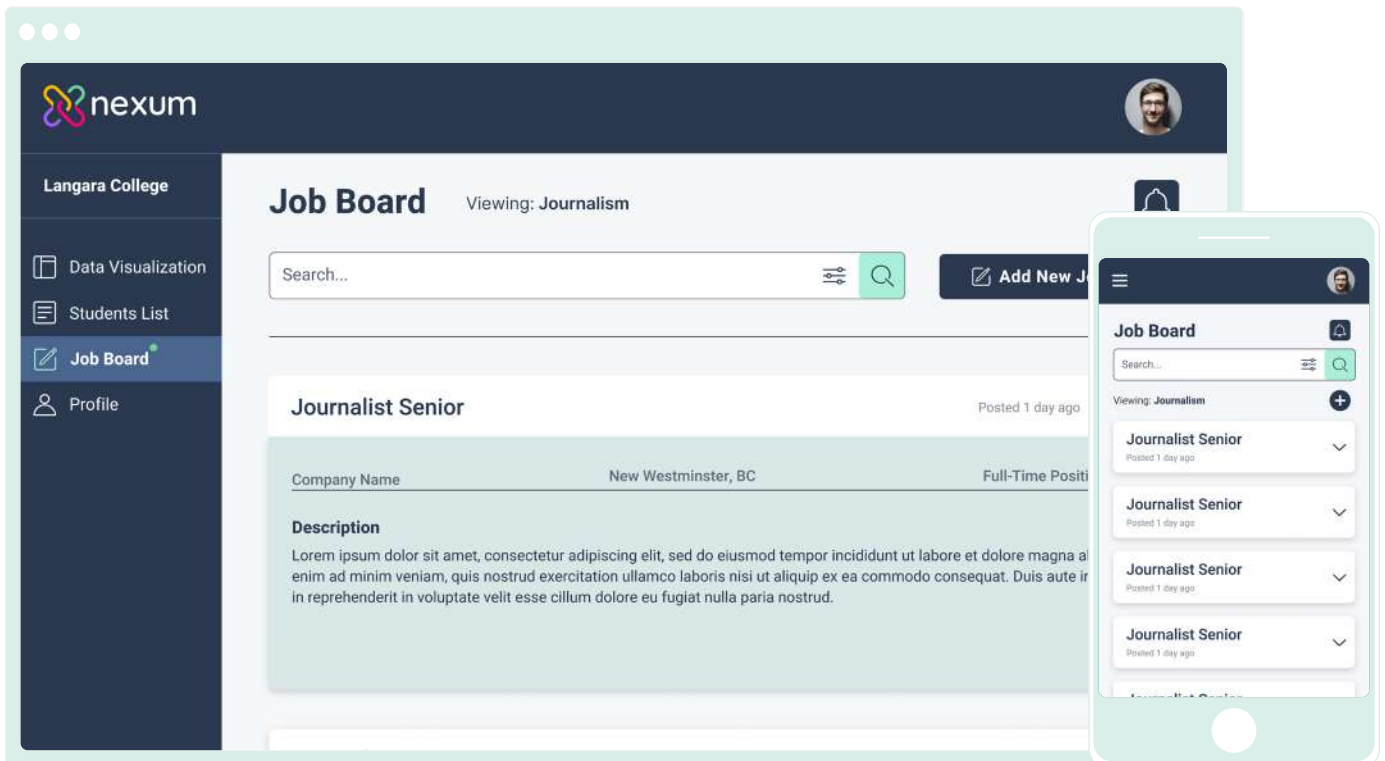 nexum
Langara College
Data Visualization
Students List
Job Board
Profile
Job Board
Viewing: Journalism
Search...
Add New J
Journalist Senior
Posted 1 day ago
Company Name
New Westminster, BC
Full-Time Positi
Description
Lorem ipsum dolor sit amet, consectetur adipiscing elit, sed do eiusmod tempor incididunt ut labore et dolore magna a
enim ad minim veniam, quis nostrud exercitation ullamco laboris nisi ut aliquip ex ea commodo consequat. Duis aute ir
in reprehenderit in voluptate velit esse cillum dolore eu fugiat nulla paria nostrud.
Job Board
Search...
Viewing: Journalism
Journalist Senior
Posted 1 day ago
Journalist Senior
Posted 1 day ago
Journalist Senior
Posted 1 day ago
Journalist Senior
Posted 1 day ago